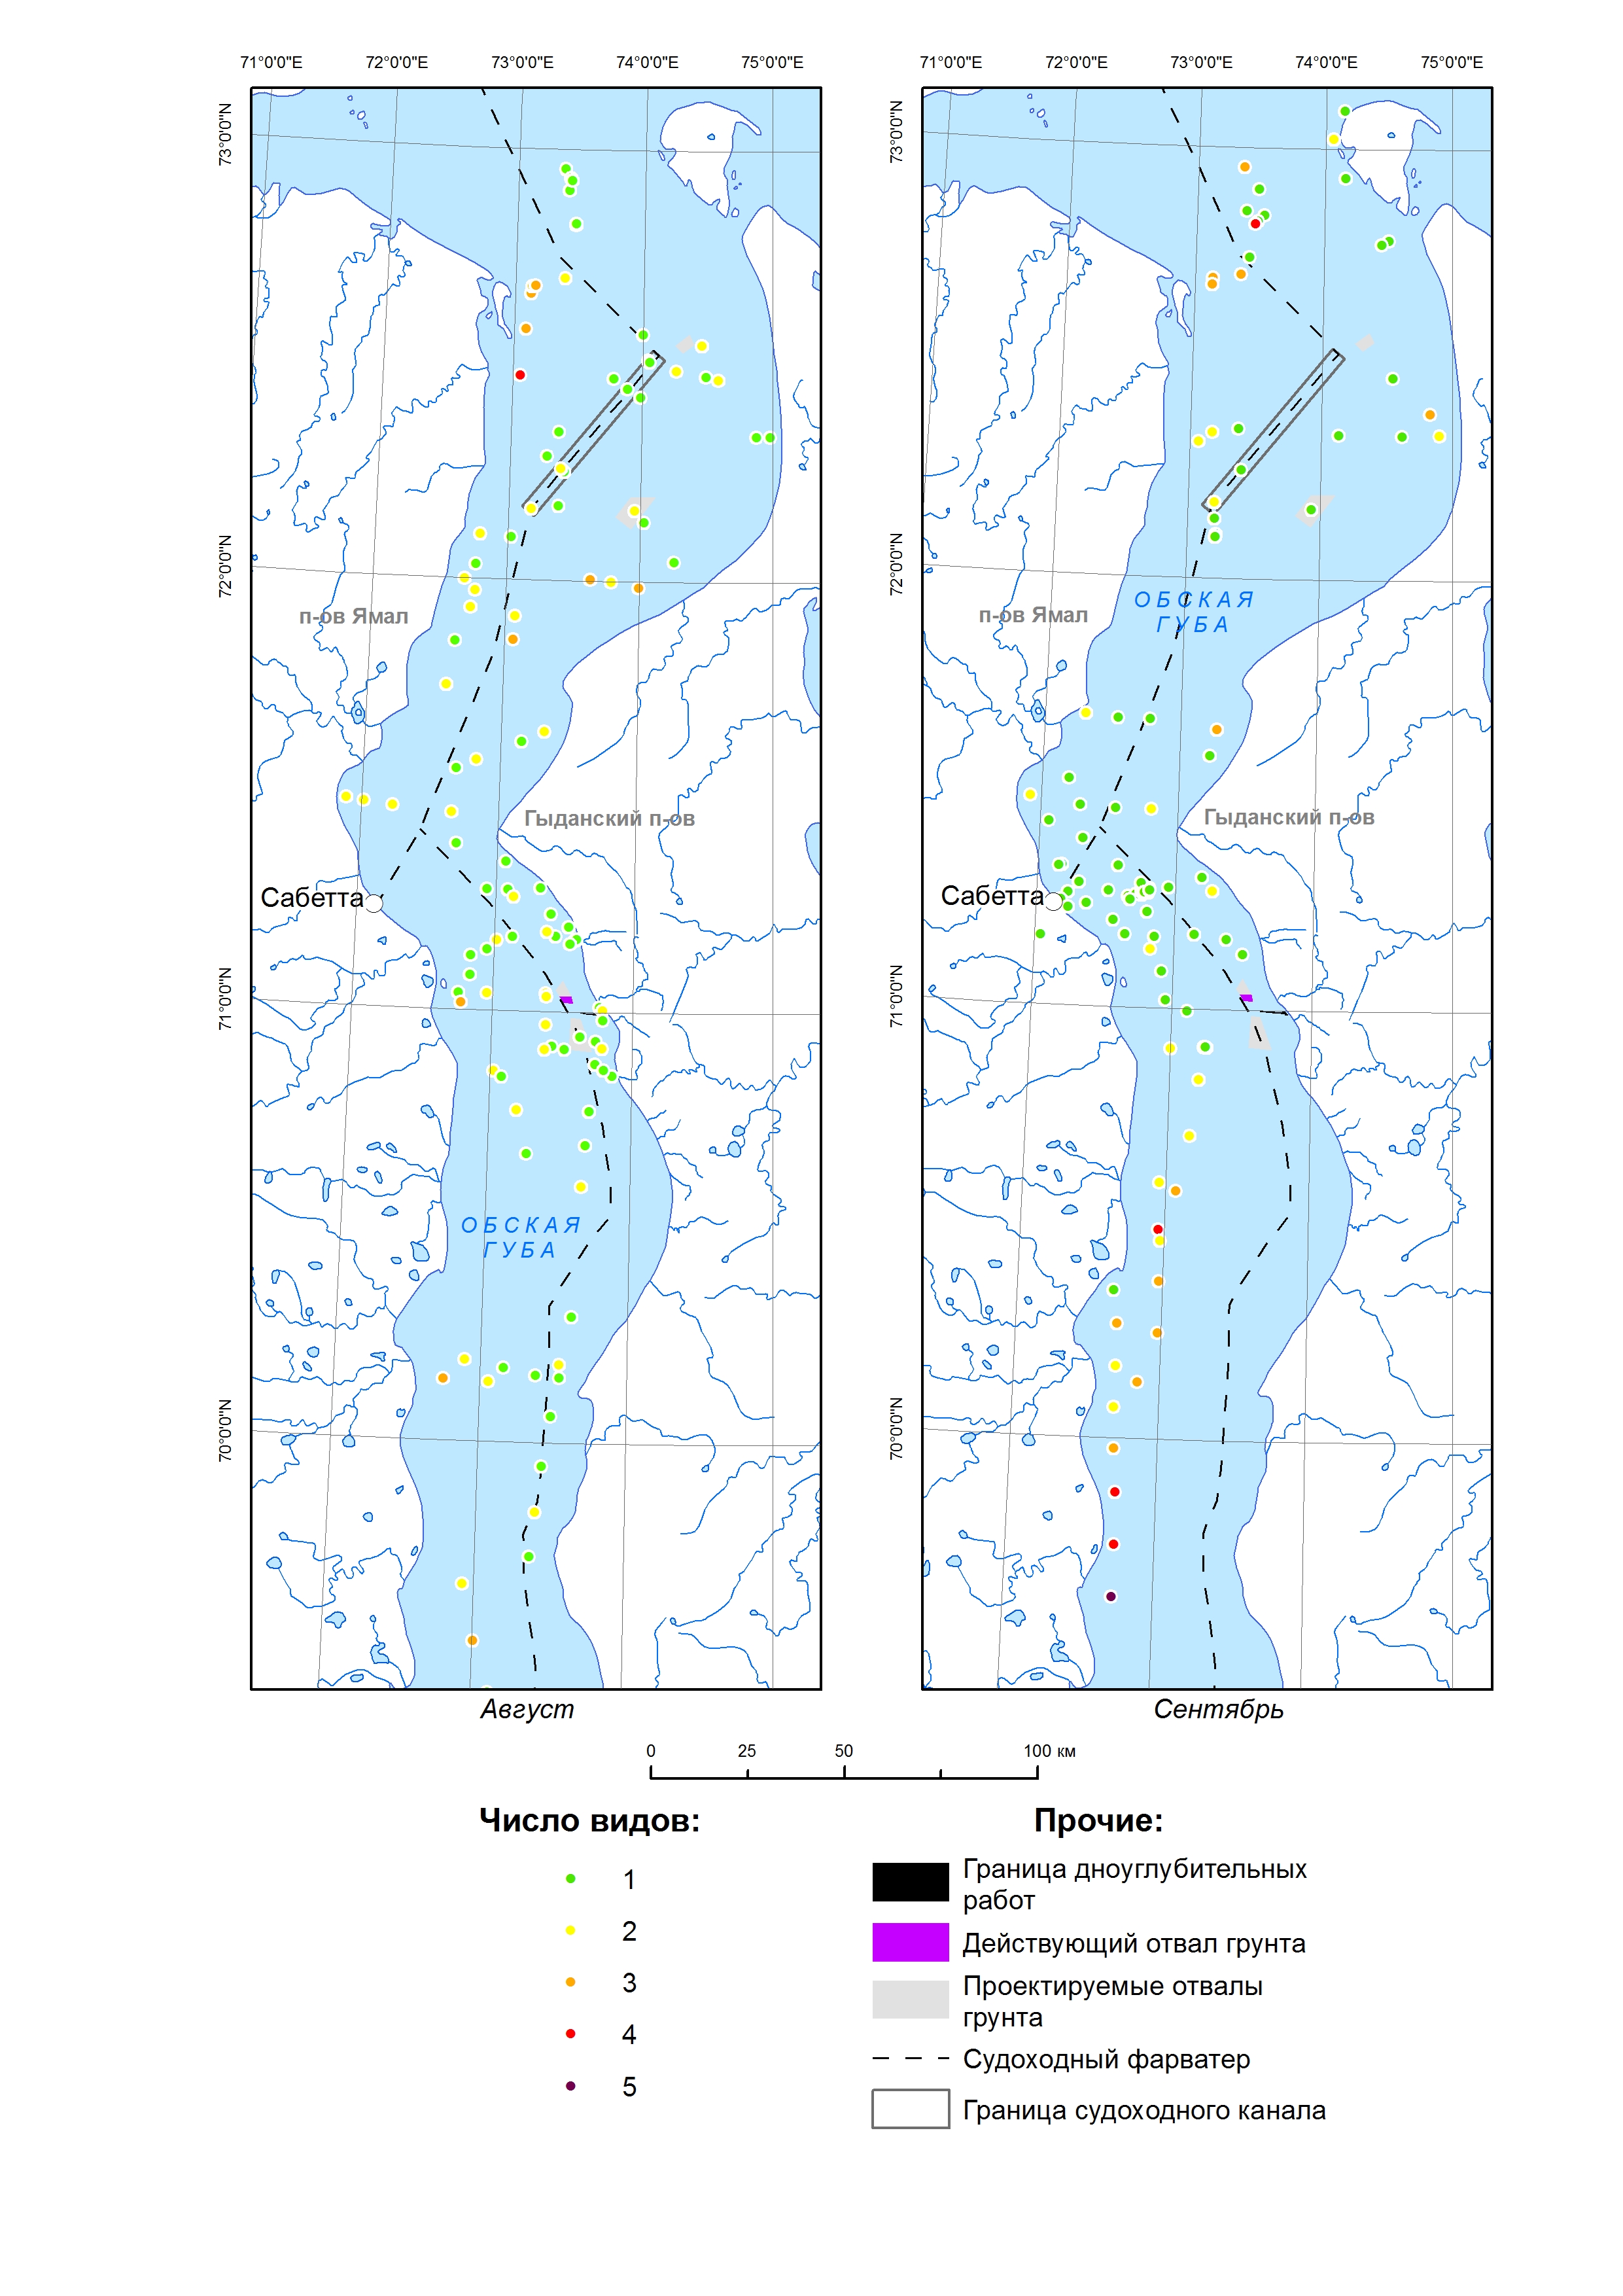 71°0'0"E 72°0'0"E 73°0'0"E 74°0'0"E 75°0'0"E
71°0'0"E 72°0'0"E 73°0'0"E 74°0'0"E 75°0'0"E
73°0'0"N
73°0'0"N
72°0'0"N
72°0'0"N
ОБСКАЯ
ГУБА
п-ов Ямал
п-ов Ямал
Гыданский п-ов
Гыданский п-ов
Сабетта
Сабетта
71°0'0"N
71°0'0"N
ОБСКАЯ
ГУБА
70°0'0"N
70°0'0"N
Август
Сентябрь
0 25 50 100 км
Число видов:
1
2
3
4
5
Прочие:
Граница дноуглубительных
работ
Действующий отвал грунта
Проектируемые отвалы
грунта
Судоходный фарватер
Граница судоходного канала